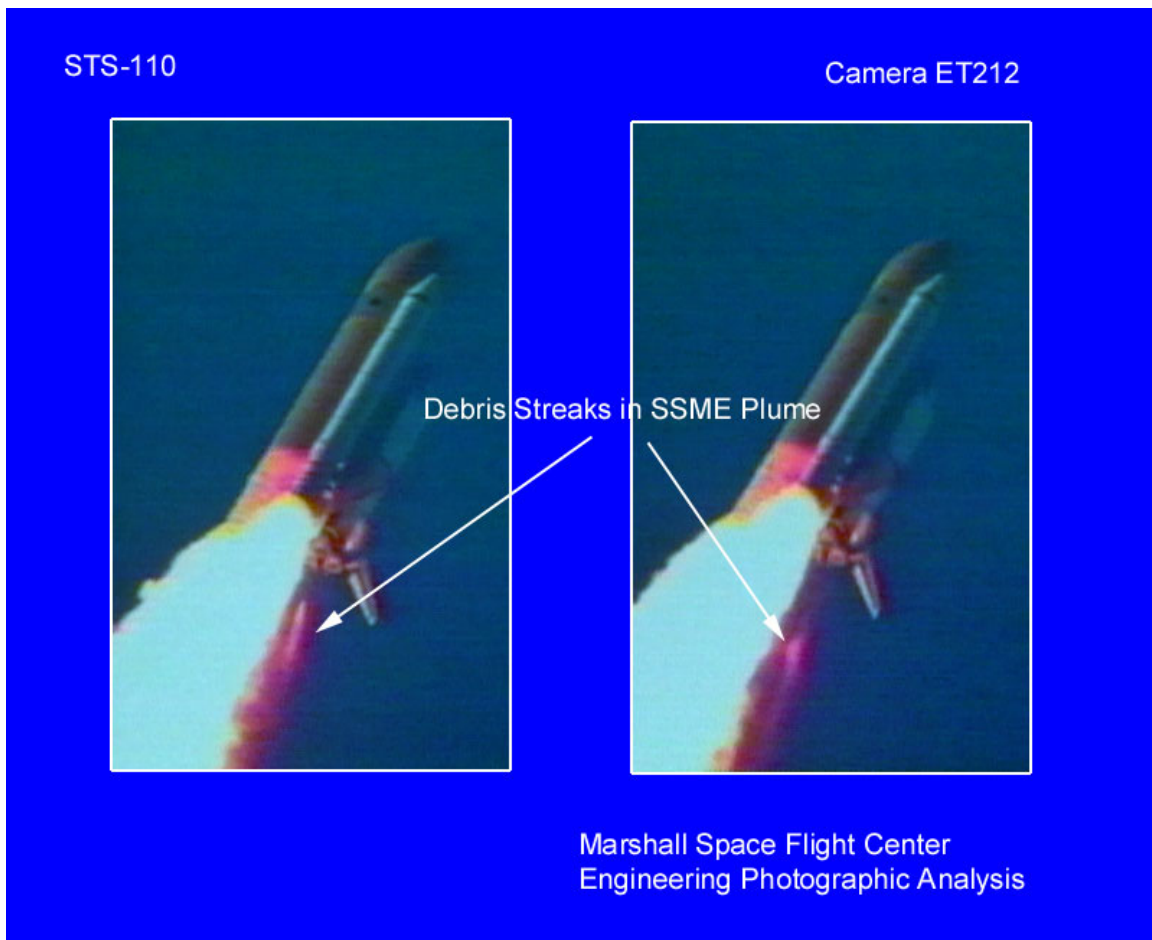 STS-110
Camera ET212
Debris Streaks in SSME Plume
Marshall Space Flight Center
Engineering Photographic Analysis